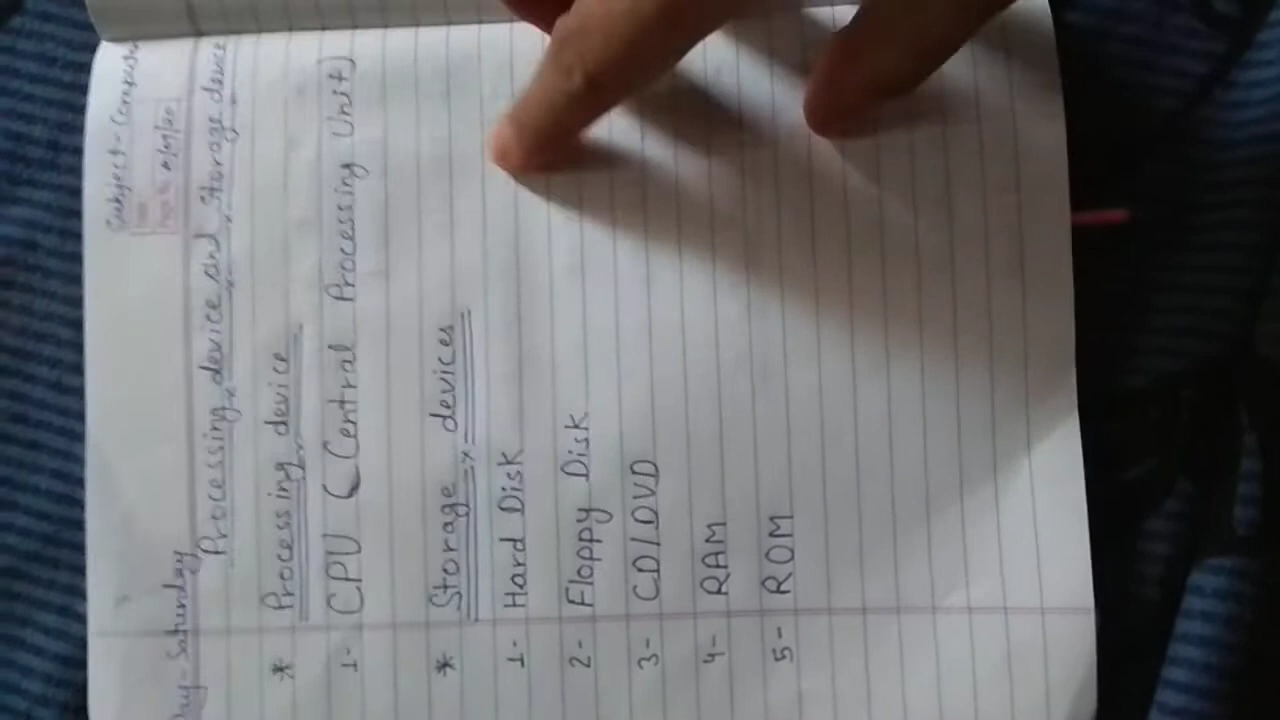 Day - Saturday
Subject - Compu
Processing device and Storage device
* Processing device
1- CPU (Central Processing Unit)
* Storage devices
1- Hard Disk
2- Floppy Disk
3- CD/DVD
4- RAM
5- ROM